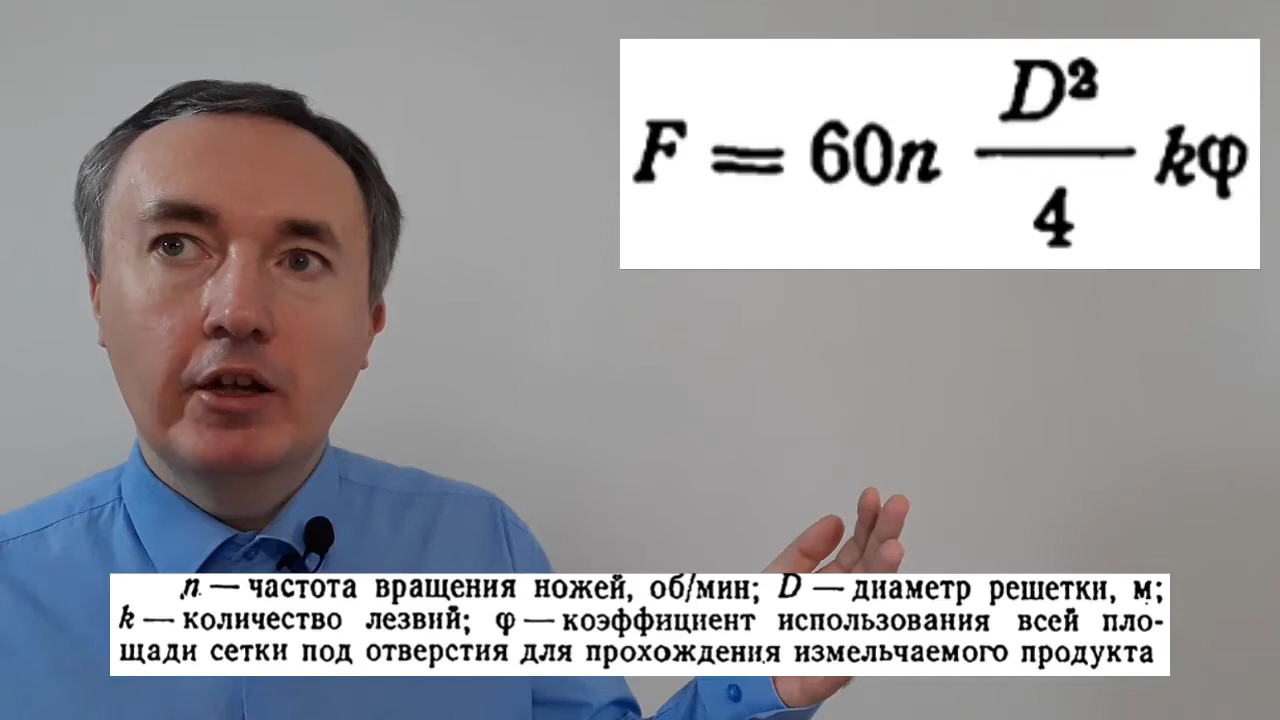 F = 60n D²/4 kφ
n — частота вращения ножей, об/мин; D — диаметр решетки, м;
k — количество лезвий; φ — коэффициент использования всей пло-
щади сетки под отверстия для прохождения измельчаемого продукта